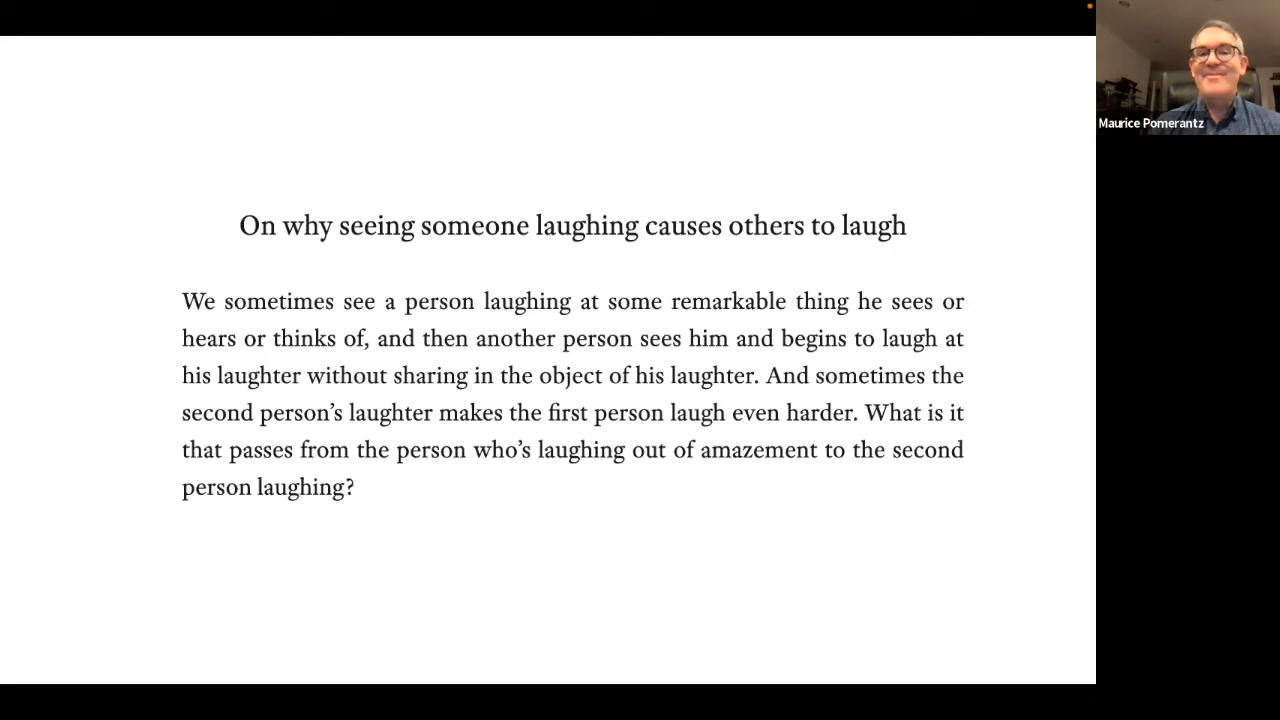 On why seeing someone laughing causes others to laugh
We sometimes see a person laughing at some remarkable thing he sees or
hears or thinks of, and then another person sees him and begins to laugh at
his laughter without sharing in the object of his laughter. And sometimes the
second person’s laughter makes the first person laugh even harder. What is it
that passes from the person who’s laughing out of amazement to the second
person laughing?
Maurice Pomerantz